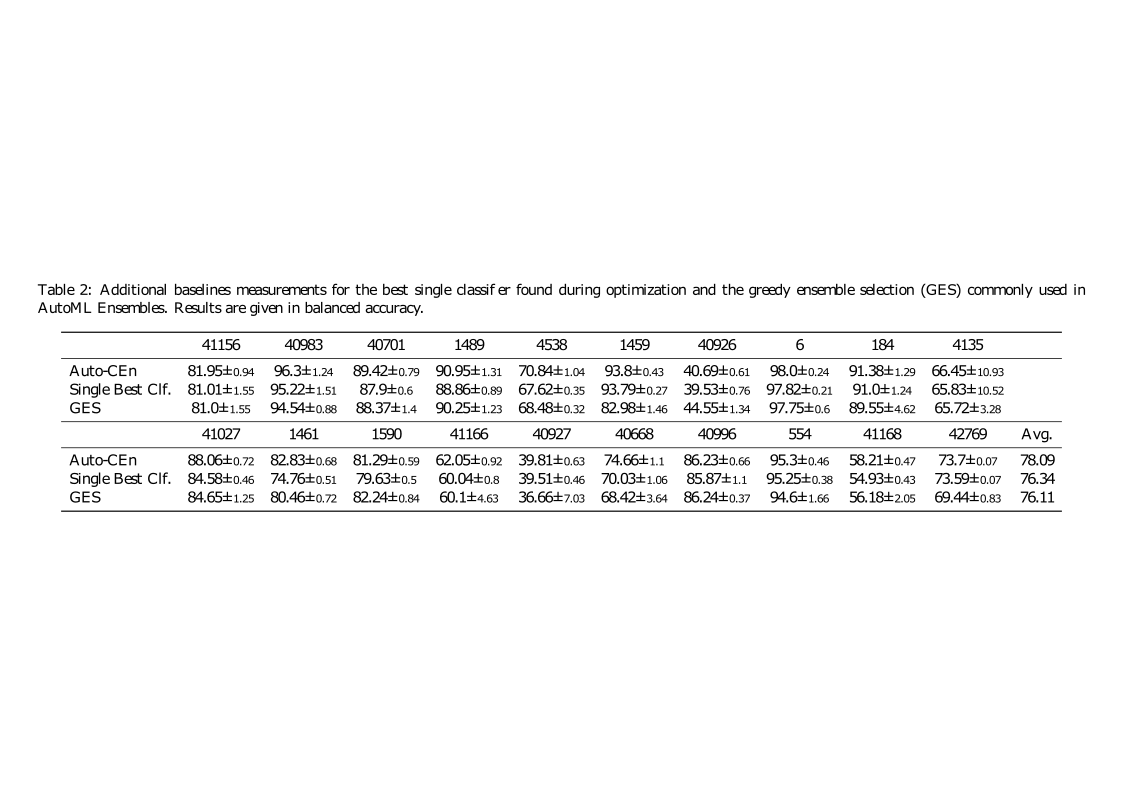 Table 2: Additional baselines measurements for the best single classifier found during optimization and the greedy ensemble selection (GES) commonly used in
AutoML Ensembles. Results are given in balanced accuracy.
41156 40983 40701 1489 4538 1459 40926 6 184 4135
Auto-CEn 81.95±0.94 96.3±1.24 89.42±0.79 90.95±1.31 70.84±1.04 93.8±0.43 40.69±0.61 98.0±0.24 91.38±1.29 66.45±10.93
Single Best Clf. 81.01±1.55 95.22±1.51 87.9±0.6 88.86±0.89 67.62±0.35 93.79±0.27 39.53±0.76 97.82±0.21 91.0±1.24 65.83±10.52
GES 81.0±1.55 94.54±0.88 88.37±1.4 90.25±1.23 68.48±0.32 82.98±1.46 44.55±1.34 97.75±0.6 89.55±4.62 65.72±3.28
41027 1461 1590 41166 40927 40668 40996 554 41168 42769 Avg.
Auto-CEn 88.06±0.72 82.83±0.68 81.29±0.59 62.05±0.92 39.81±0.63 74.66±1.1 86.23±0.66 95.3±0.46 58.21±0.47 73.7±0.07 78.09
Single Best Clf. 84.58±0.46 74.76±0.51 79.63±0.5 60.04±0.8 39.51±0.46 70.03±1.06 85.87±1.1 95.25±0.38 54.93±0.43 73.59±0.07 76.34
GES 84.65±1.25 80.46±0.72 82.24±0.84 60.1±4.63 36.66±7.03 68.42±3.64 86.24±0.37 94.6±1.66 56.18±2.05 69.44±0.83 76.11